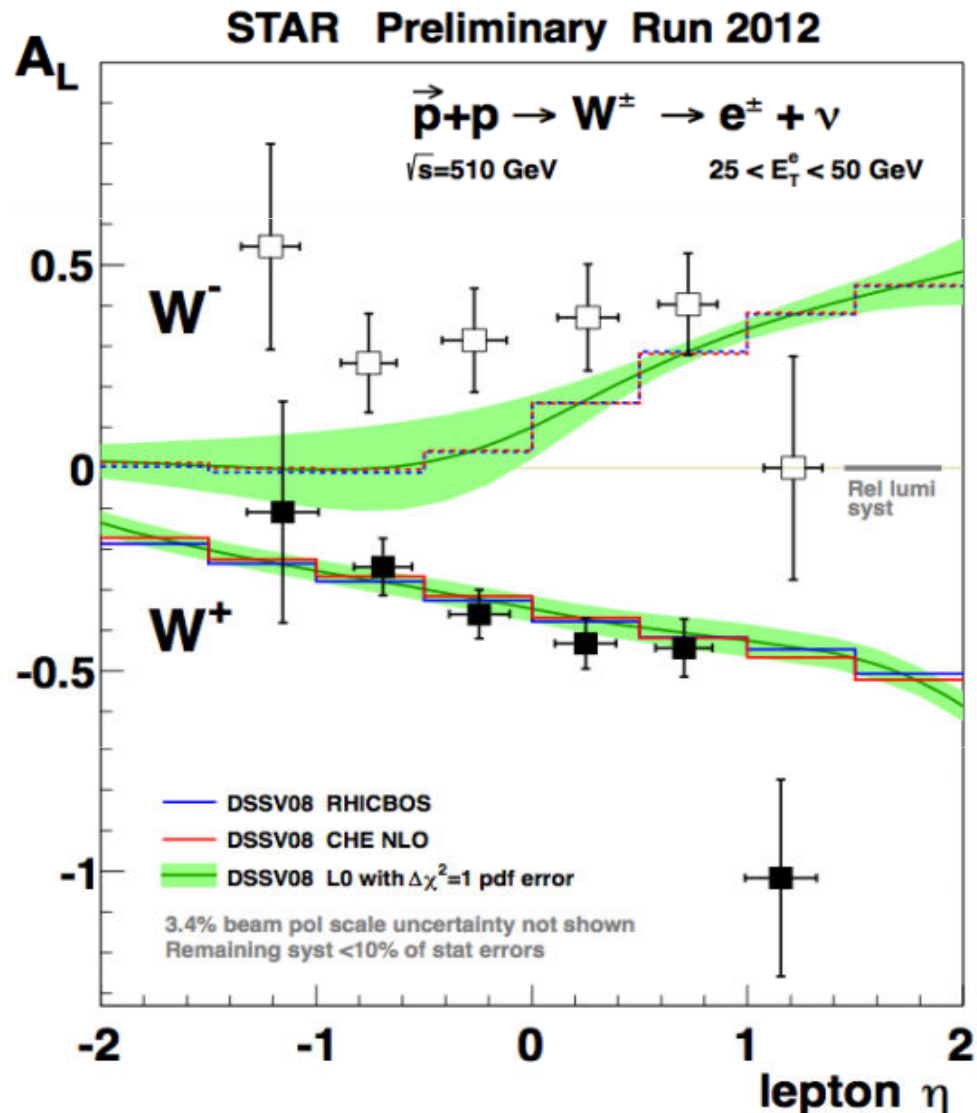 STAR Preliminary Run 2012
A_L
p+p → W± → e± + ν
√s=510 GeV 25 < E_T^e < 50 GeV
0.5
W-
0
Rel lumi
syst
W+
-0.5
DSSV08 RHICBOS
DSSV08 CHE NLO
-1
DSSV08 L0 with Δχ²=1 pdf error
3.4% beam pol scale uncertainty not shown
Remaining syst <10% of stat errors
-2 -1 0 1 2
lepton η